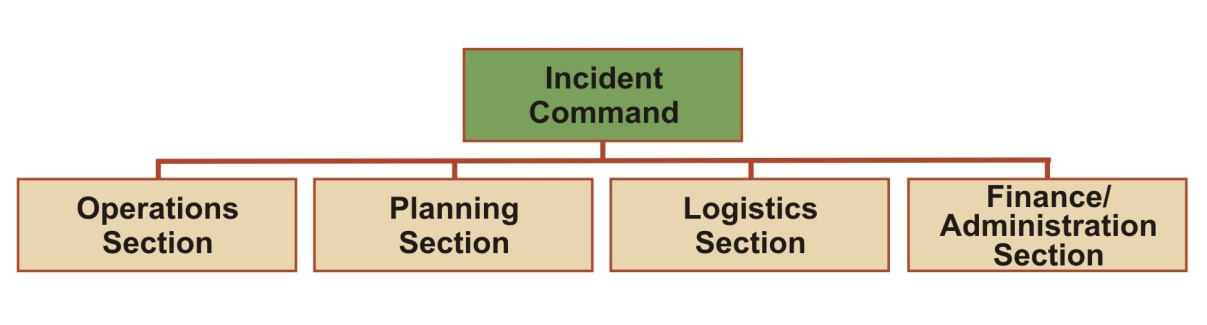 Incident
Command
Operations
Section
Planning
Section
Logistics
Section
Finance/
Administration
Section